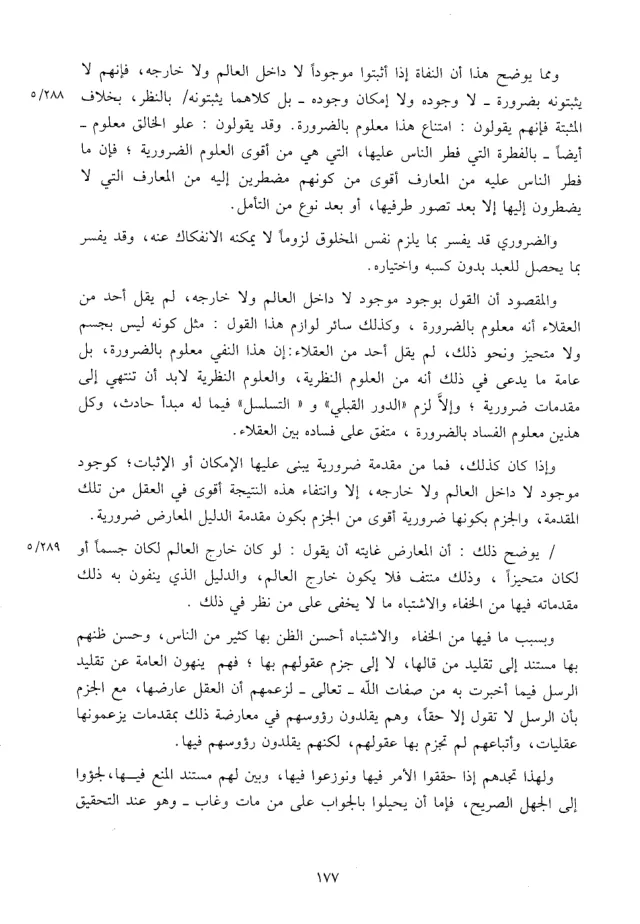 ومما يوضح هذا أن النفاة إذا أثبتوا موجوداً لا داخل العالم ولا خارجه، فإنهم لا
يثبتونه بضرورة – لا وجوده ولا إمكان وجوده – بل كلاهما يثبتونه/ بالنظر، بخلاف
٥/٢٨٨
المثبتة فإنهم يقولون : امتناع هذا معلوم بالضرورة. وقد يقولون : علو الخالق معلوم –
أيضاً – بالفطرة التي فطر الناس عليها، التي هي من أقوى العلوم الضرورية ؛ فإن ما
فطر الناس عليه من المعارف أقوى من كونهم مضطرين إليه من المعارف التي لا
يضطرون إليها إلا بعد تصور طرفيها، أو بعد نوع من التأمل.
والضروري قد يفسر بما يلزم نفس المخلوق لزوماً لا يمكنه الانفكاك عنه، وقد يفسر
بما يحصل للعبد بدون كسبه واختياره.
والمقصود أن القول بوجود موجود لا داخل العالم ولا خارجه، لم يقل أحد من
العقلاء أنه معلوم بالضرورة ، وكذلك سائر لوازم هذا القول : مثل كونه ليس بجسم
ولا متحيز ونحو ذلك، لم يقل أحد من العقلاء:إن هذا النفي معلوم بالضرورة، بل
عامة ما يدعى في ذلك أنه من العلوم النظرية، والعلوم النظرية لابد أن تنتهي إلى
مقدمات ضرورية ؛ وإلاَّ لزم «الدور القبلي» و « التسلسل» فيما له مبدأ حادث، وكل
هذين معلوم الفساد بالضرورة ، متفق على فساده بين العقلاء.
وإذا كان كذلك، فما من مقدمة ضرورية يبنى عليها الإمكان أو الإثبات؛ كوجود
موجود لا داخل العالم ولا خارجه، إلا وانتفاء هذه النتيجة أقوى في العقل من تلك
المقدمة، والجزم بكونها ضرورية أقوى من الجزم بكون مقدمة الدليل المعارض ضرورية.
/ يوضح ذلك : أن المعارض غايته أن يقول : لو كان خارج العالم لكان جسماً أو
٥/٢٨٩
لكان متحيزاً ، وذلك منتف فلا يكون خارج العالم، والدليل الذي ينفون به ذلك
مقدماته فيها من الخفاء والاشتباه ما لا يخفى على من نظر في ذلك .
وبسبب ما فيها من الخفاء والاشتباه أحسن الظن بها كثير من الناس، وحسن ظنهم
بها مستند إلى تقليد من قالها، لا إلى جزم عقولهم بها ؛ فهم ينهون العامة عن تقليد
الرسل فيما أخبرت به من صفات الله – تعالى – لزعمهم أن العقل عارضها، مع الجزم
بأن الرسل لا تقول إلا حقاً، وهم يقلدون رؤوسهم في معارضة ذلك بمقدمات يزعمونها
عقليات، وأتباعهم لم تجزم بها عقولهم، لكنهم يقلدون رؤوسهم فيها.
ولهذا تجدهم إذا حققوا الأمر فيها ونوزعوا فيها، وبين لهم مستند المنع فيــها،لجؤوا
إلى الجهل الصريح، فإما أن يحيلوا بالجواب على من مات وغاب – وهو عند التحقيق
١٧٧